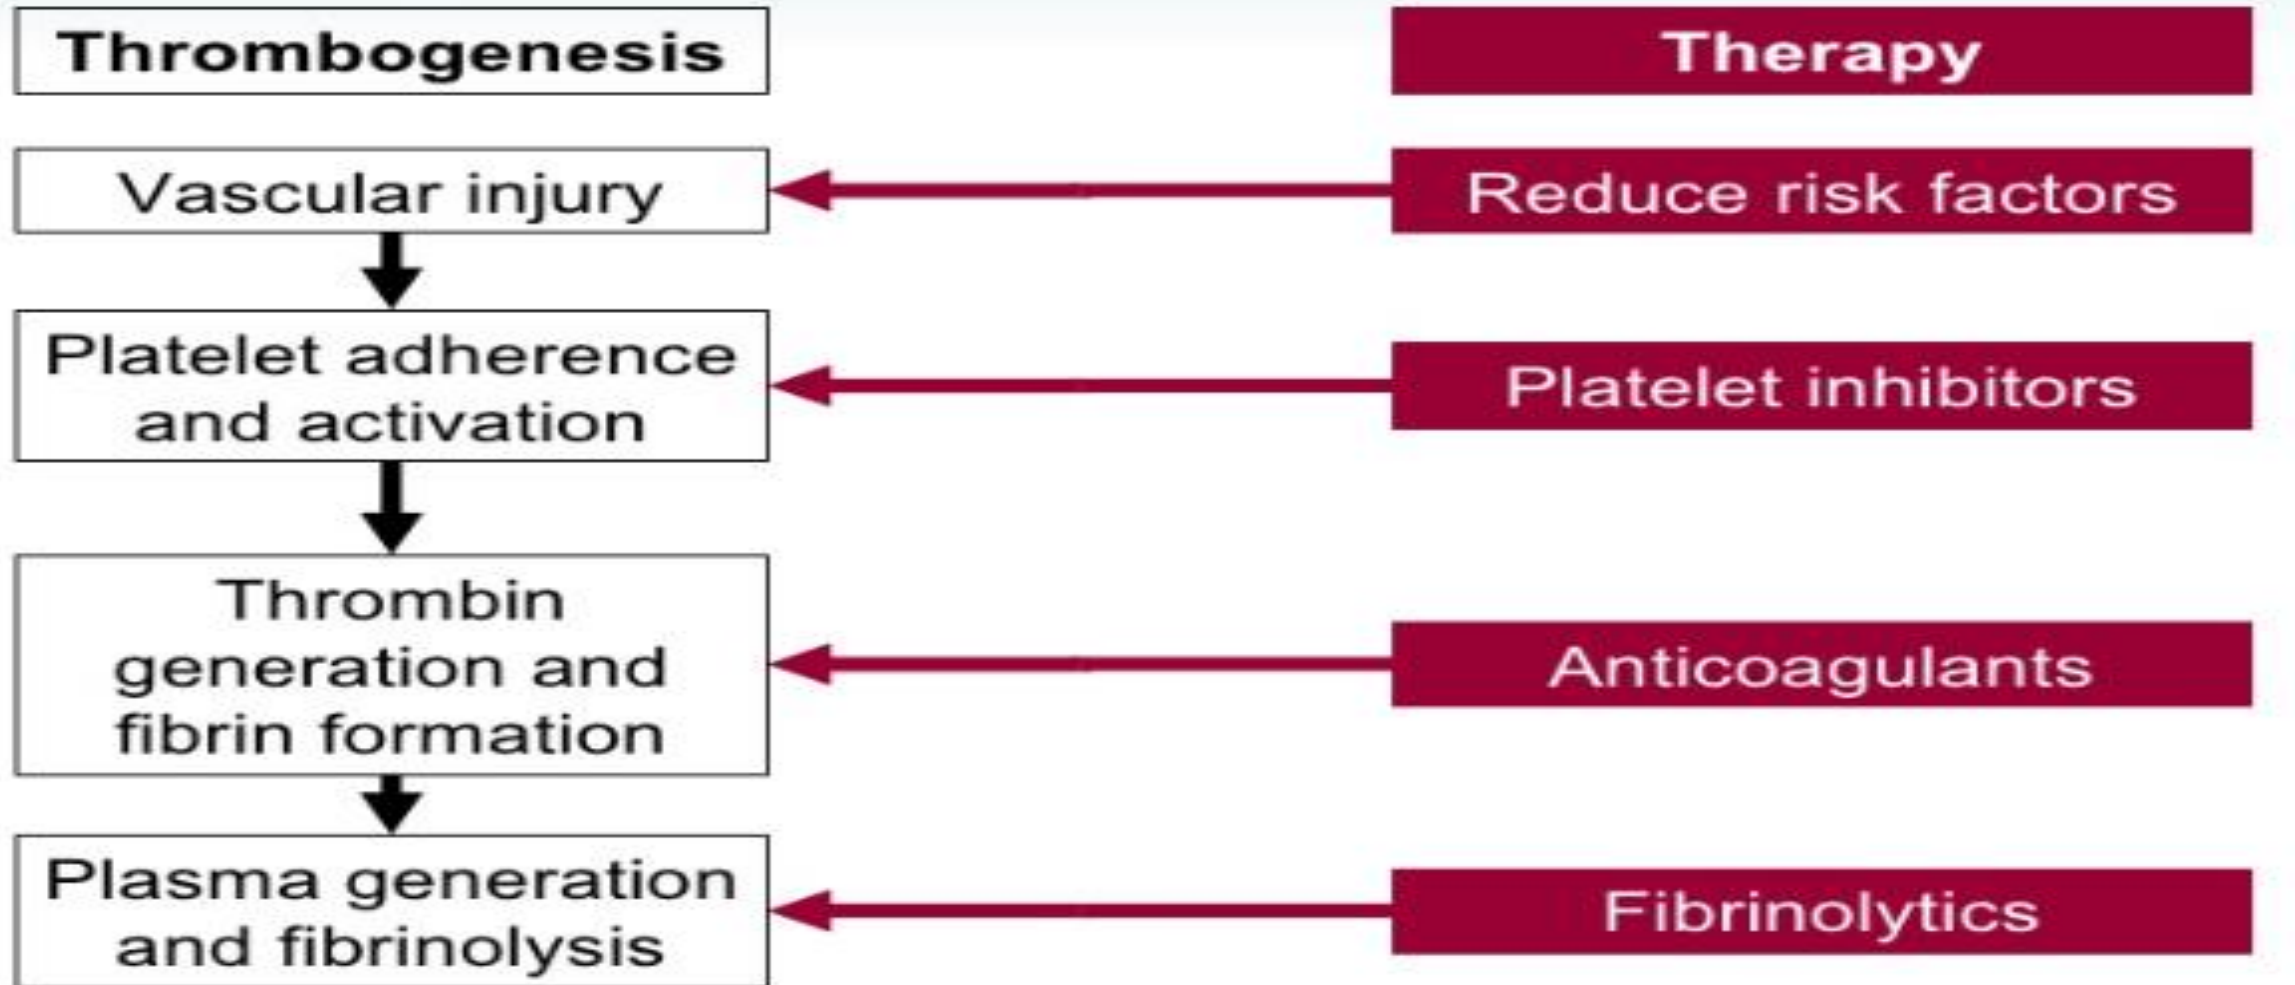 Thrombogenesis
Therapy
Vascular injury
Reduce risk factors
Platelet adherence
and activation
Platelet inhibitors
Thrombin
generation and
fibrin formation
Anticoagulants
Plasma generation
and fibrinolysis
Fibrinolytics